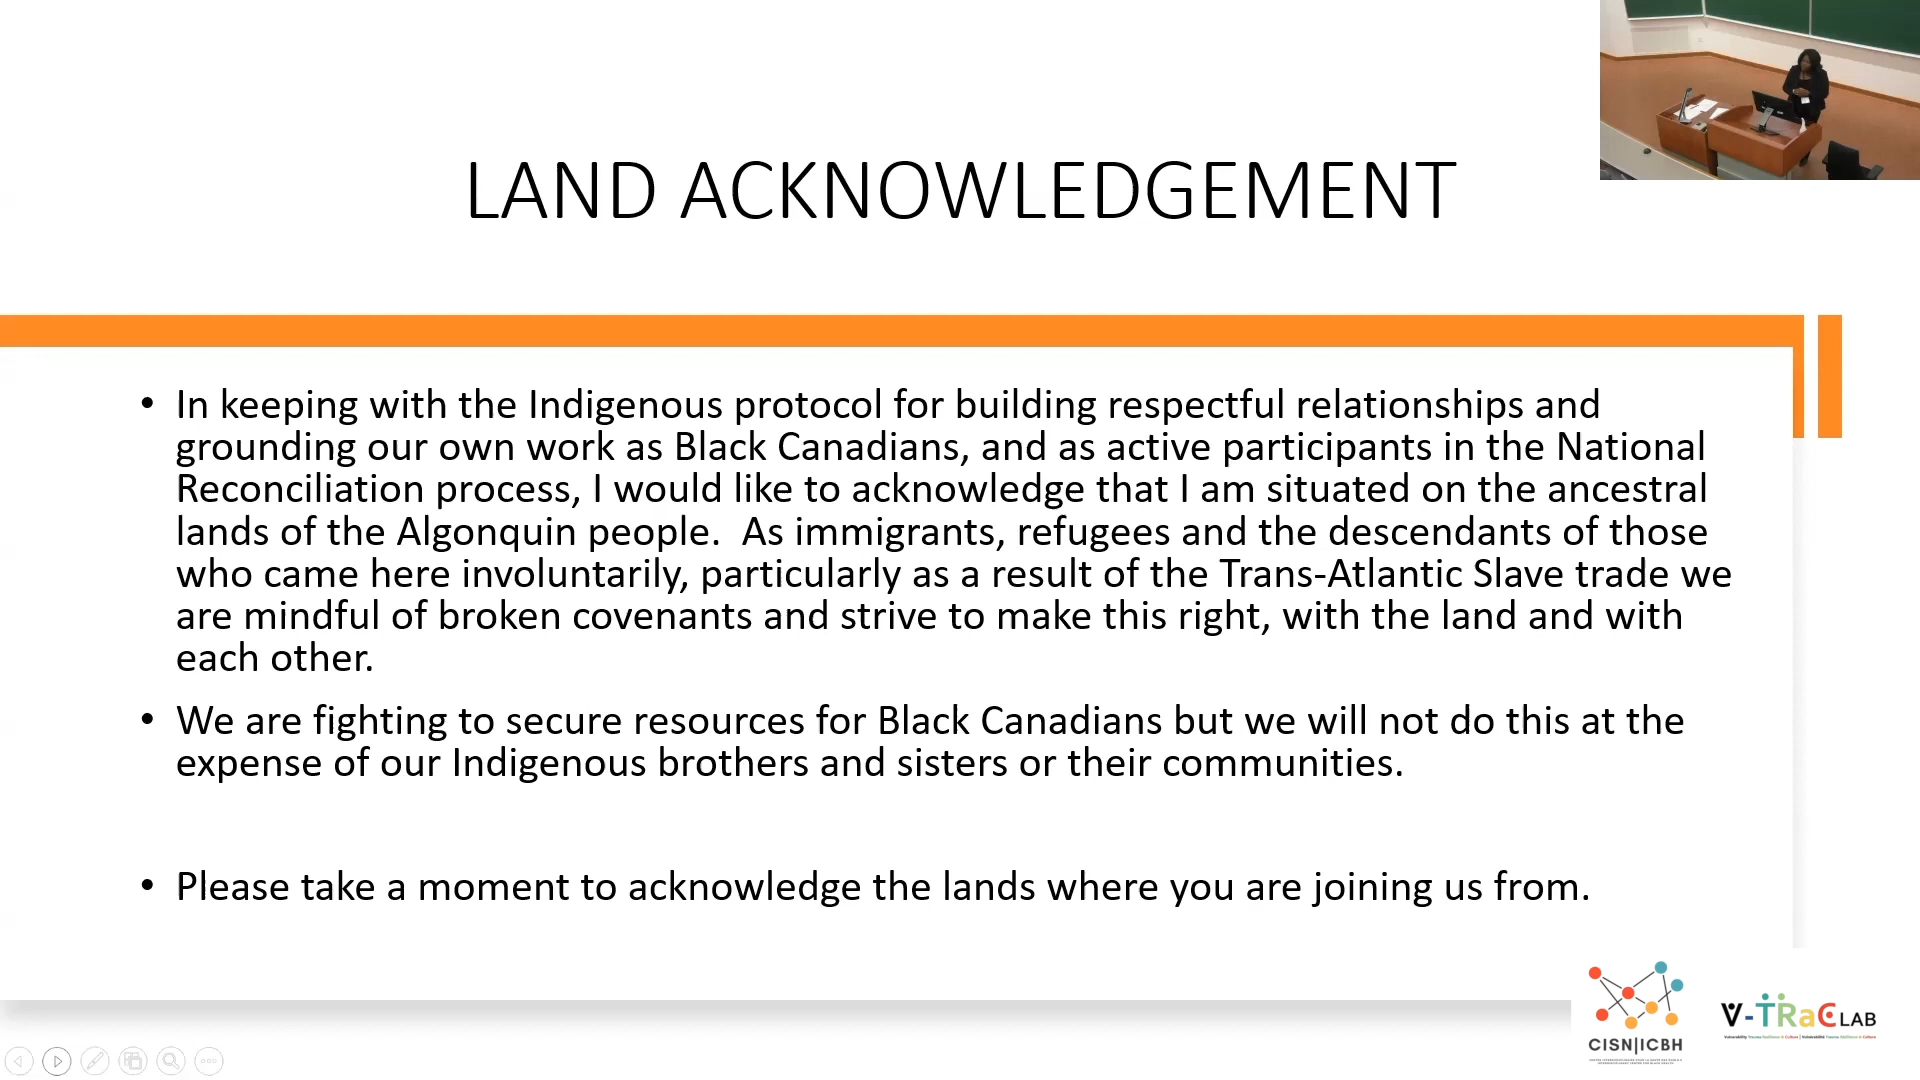 LAND ACKNOWLEDGEMENT
• In keeping with the Indigenous protocol for building respectful relationships and
grounding our own work as Black Canadians, and as active participants in the National
Reconciliation process, I would like to acknowledge that I am situated on the ancestral
lands of the Algonquin people.  As immigrants, refugees and the descendants of those
who came here involuntarily, particularly as a result of the Trans-Atlantic Slave trade we
are mindful of broken covenants and strive to make this right, with the land and with
each other.
• We are fighting to secure resources for Black Canadians but we will not do this at the
expense of our Indigenous brothers and sisters or their communities.
• Please take a moment to acknowledge the lands where you are joining us from.
CISN|ICBH
V-TRaC LAB